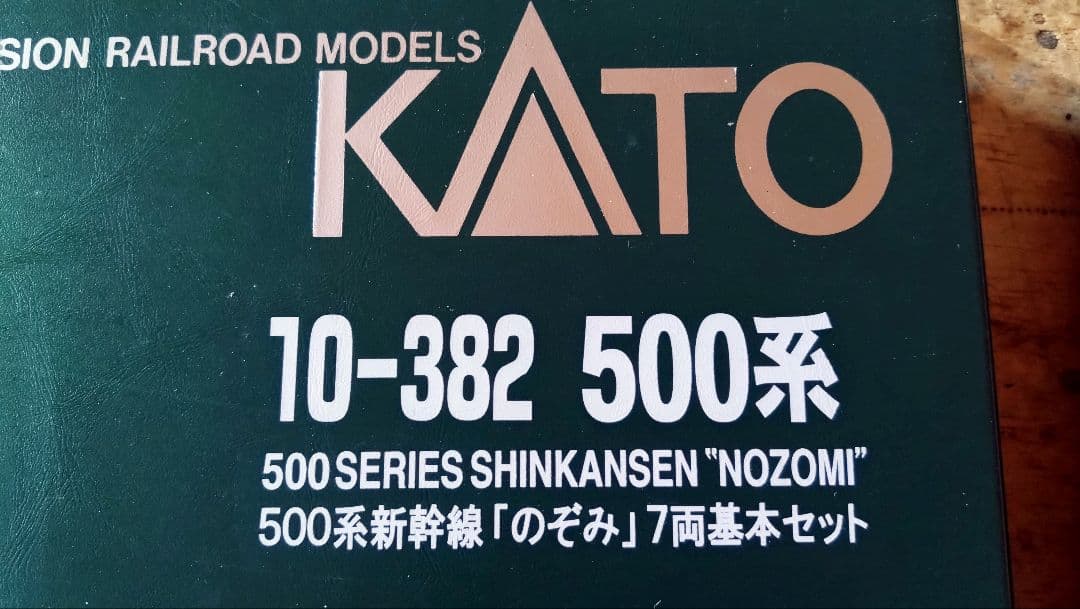 SION RAILROAD MODELS
KATO
10-382 500系
500 SERIES SHINKANSEN "NOZOMI"
500系新幹線「のぞみ」7両基本セット